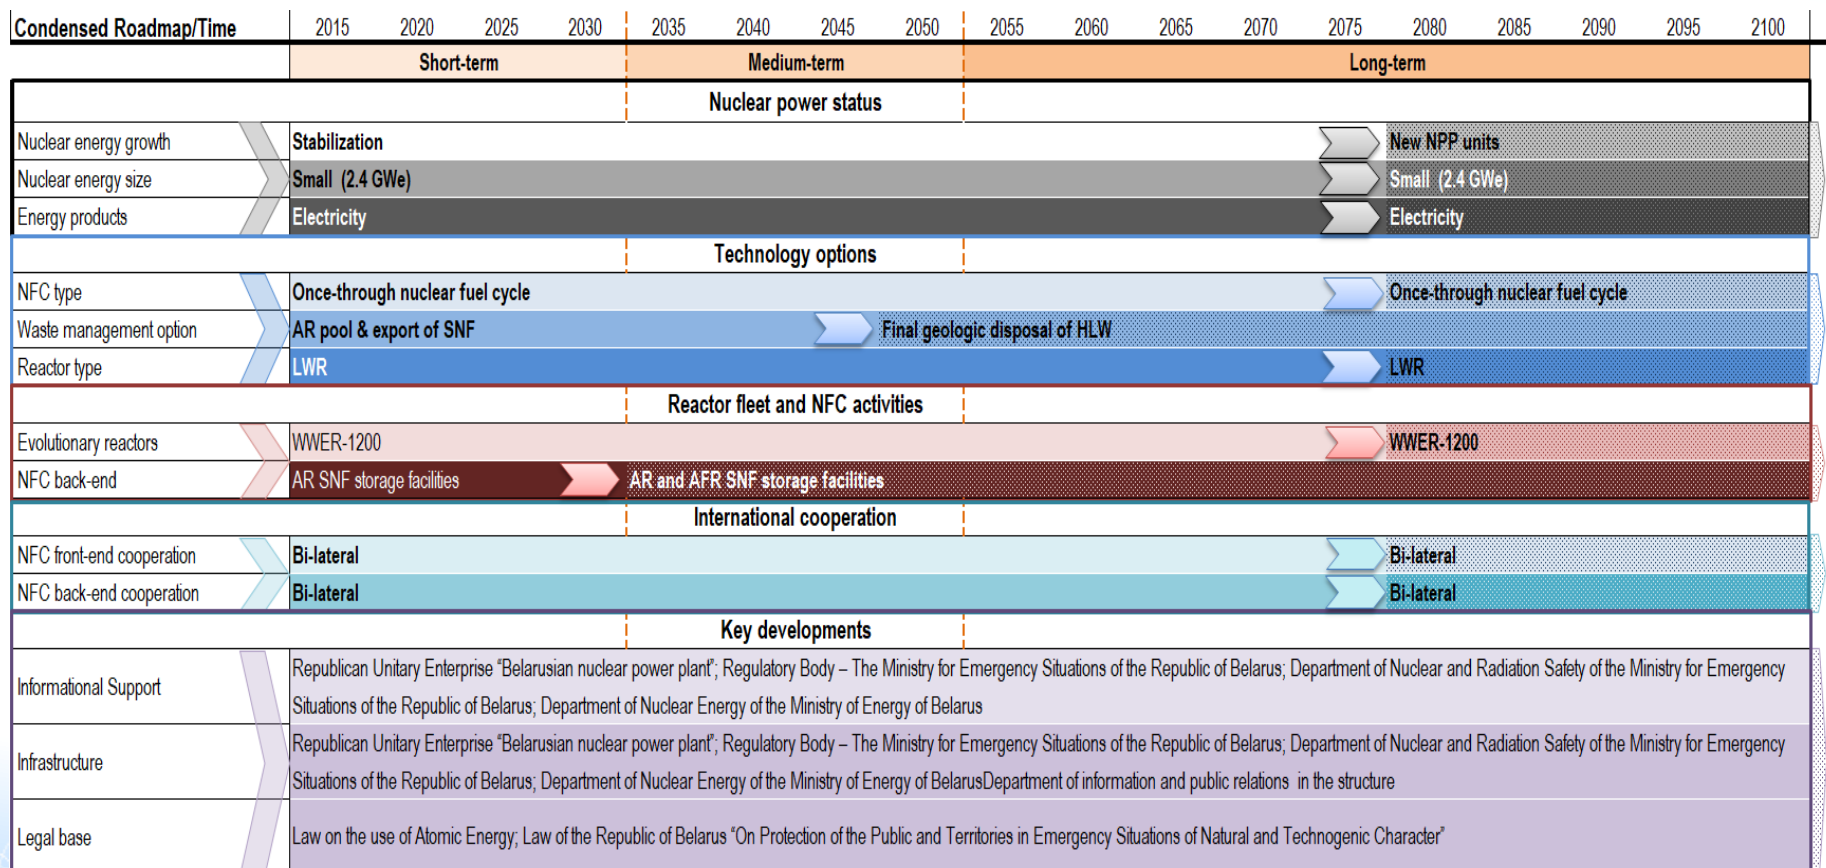 Condensed Roadmap/Time 2015 2020 2025 2030 2035 2040 2045 2050 2055 2060 2065 2070 2075 2080 2085 2090 2095 2100
Short-term Medium-term Long-term
Nuclear power status
Nuclear energy growth Stabilization New NPP units
Nuclear energy size Small (2.4 GWe) Small (2.4 GWe)
Energy products Electricity Electricity
Technology options
NFC type Once-through nuclear fuel cycle Once-through nuclear fuel cycle
Waste management option AR pool & export of SNF Final geologic disposal of HLW
Reactor type LWR LWR
Reactor fleet and NFC activities
Evolutionary reactors WWER-1200 WWER-1200
NFC back-end AR SNF storage facilities AR and AFR SNF storage facilities
International cooperation
NFC front-end cooperation Bi-lateral Bi-lateral
NFC back-end cooperation Bi-lateral Bi-lateral
Key developments
Informational Support
Republican Unitary Enterprise “Belarusian nuclear power plant”; Regulatory Body – The Ministry for Emergency Situations of the Republic of Belarus; Department of Nuclear and Radiation Safety of the Ministry for Emergency
Situations of the Republic of Belarus; Department of Nuclear Energy of the Ministry of Energy of Belarus
Infrastructure
Republican Unitary Enterprise “Belarusian nuclear power plant”; Regulatory Body – The Ministry for Emergency Situations of the Republic of Belarus; Department of Nuclear and Radiation Safety of the Ministry for Emergency
Situations of the Republic of Belarus; Department of Nuclear Energy of the Ministry of Energy of BelarusDepartment of information and public relations in the structure
Legal base Law on the use of Atomic Energy; Law of the Republic of Belarus “On Protection of the Public and Territories in Emergency Situations of Natural and Technogenic Character”